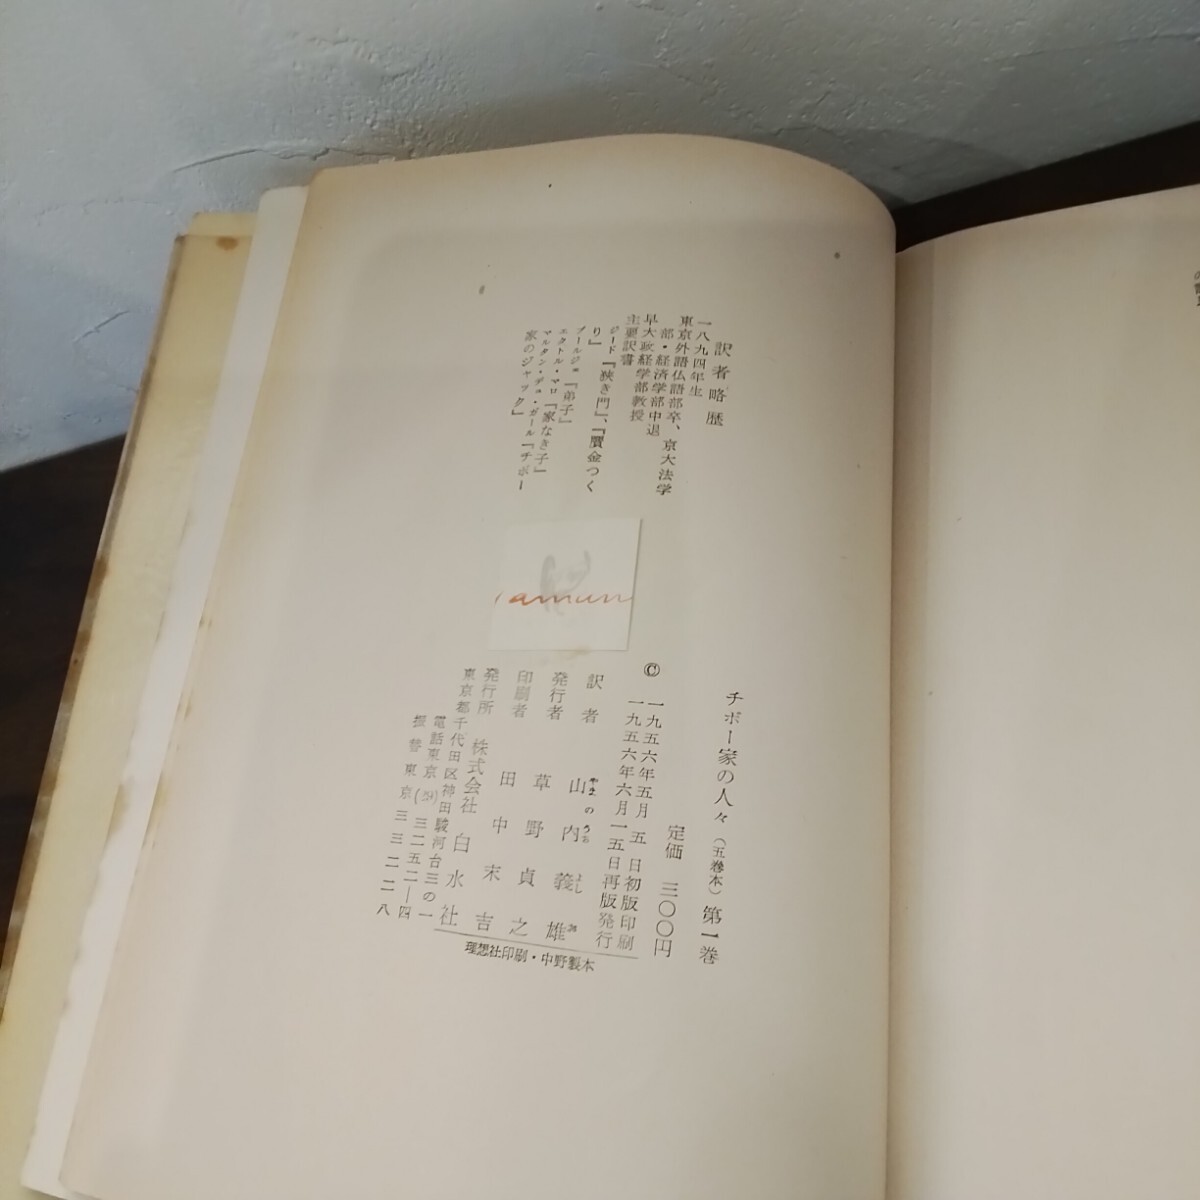 訳者略歴
一八九四年生
東京外語仏語部卒、京大法学
部・経済学部中退
早大政経学部教授
主要訳書
ジード『狭き門』、『贋金つく
り』
ブールジェ『弟子』
エクトル・マロ『家なき子』
マルタン・デュ・ガール『チボー
家のジャック』
チボー家の人々（五巻本）第一巻
定価 三〇〇円
© 一九五六年五月 五 日初版印刷
一九五六年六月一五日再版発行
訳者 山内義雄
やまのうちよしお
発行者 草野貞之
印刷者 田中末吉
発行所 株式会社 白水社
東京都千代田区神田駿河台三の一
電話東京(29)三二五二―四
振替東京三三二二八
理想社印刷・中野製本